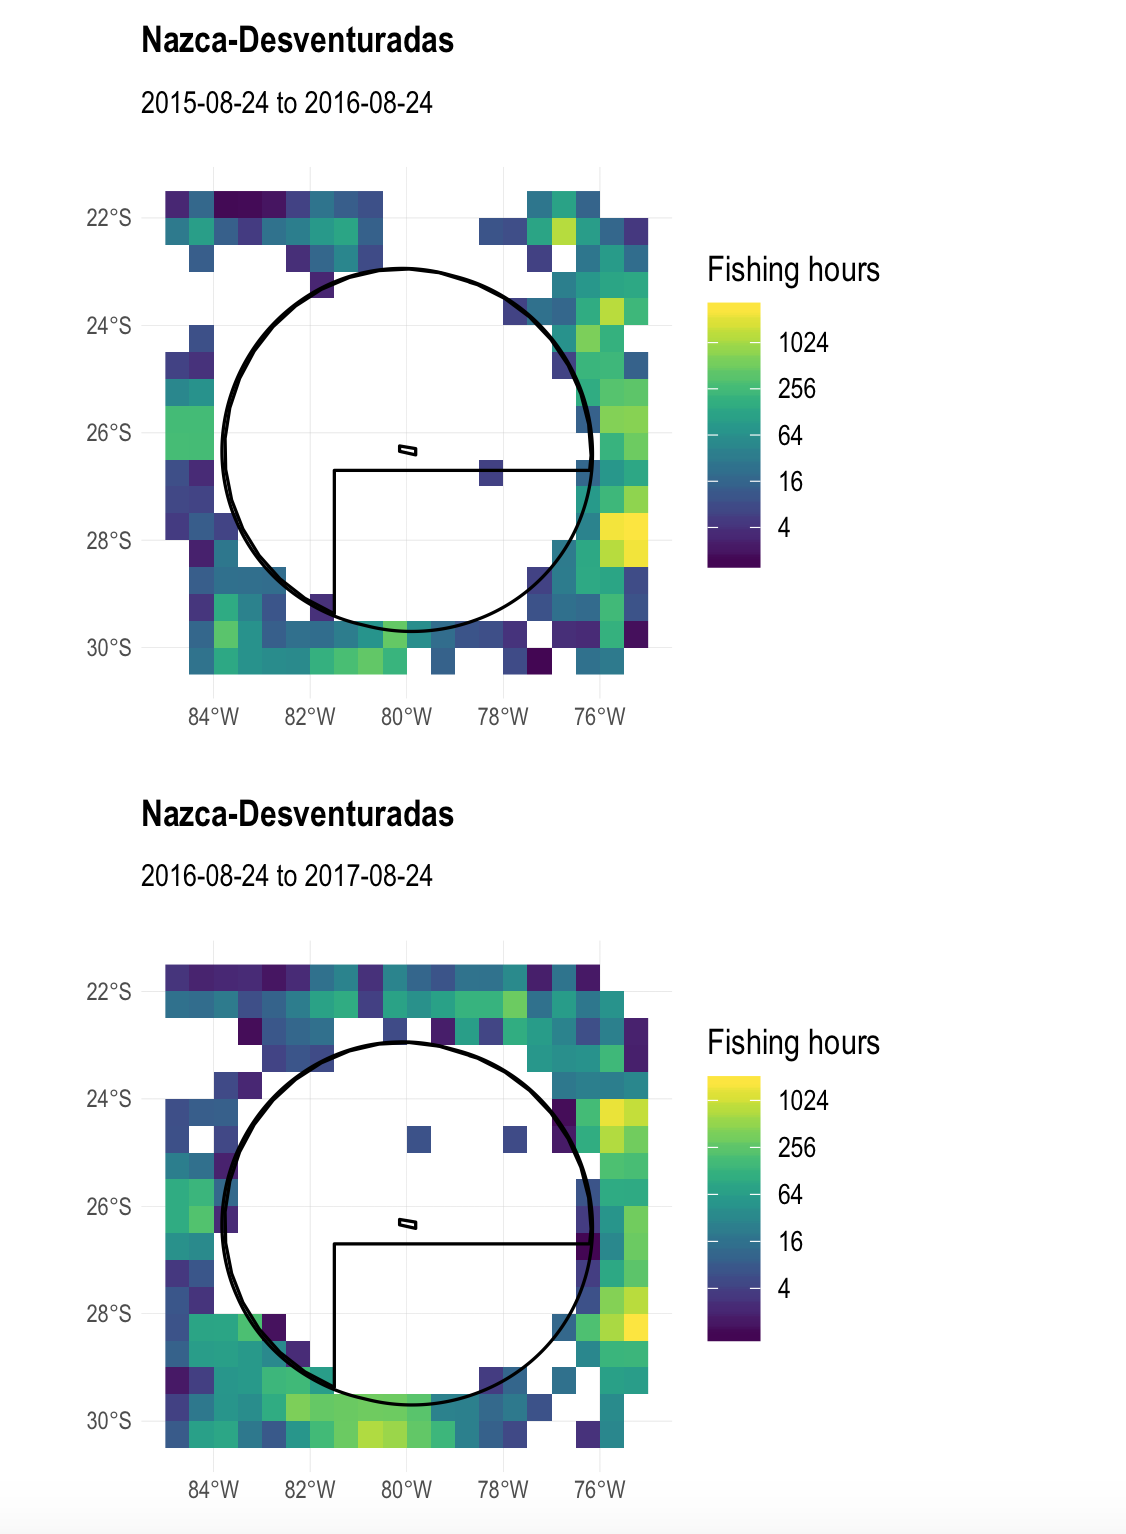 Nazca-Desventuradas
2015-08-24 to 2016-08-24
22°S
24°S
26°S
28°S
30°S
84°W 82°W 80°W 78°W 76°W
Fishing hours
1024
256
64
16
4
Nazca-Desventuradas
2016-08-24 to 2017-08-24
22°S
24°S
26°S
28°S
30°S
84°W 82°W 80°W 78°W 76°W
Fishing hours
1024
256
64
16
4